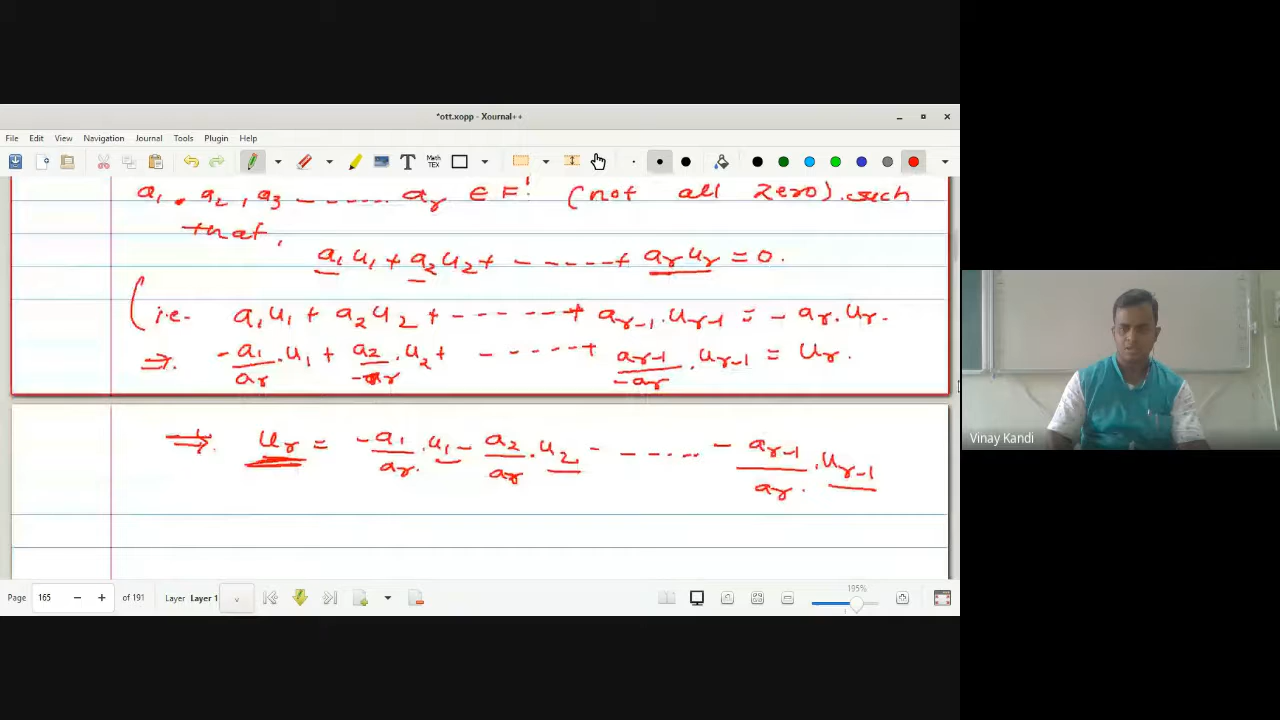 *ott.xopp - Xournal++
File Edit View Navigation Journal Tools Plugin Help
a₁, a₂, a₃ ------- aᵣ ∈ F! (not all zero). such
that,
a₁u₁ + a₂u₂ + ------ + aᵣuᵣ = 0.
(i.e. a₁u₁ + a₂u₂ + ------- + aᵣ₋₁.uᵣ₋₁ = - aᵣ.uᵣ.
⇒ -a₁/aᵣ .u₁ + a₂/-aᵣ .u₂ + ------ + aᵣ₋₁/-aᵣ .uᵣ₋₁ = uᵣ.
⇒ uᵣ = -a₁/aᵣ .u₁ - a₂/aᵣ .u₂ - ------ - aᵣ₋₁/aᵣ .uᵣ₋₁
Page 165 of 191 Layer Layer 1 195%
Vinay Kandi